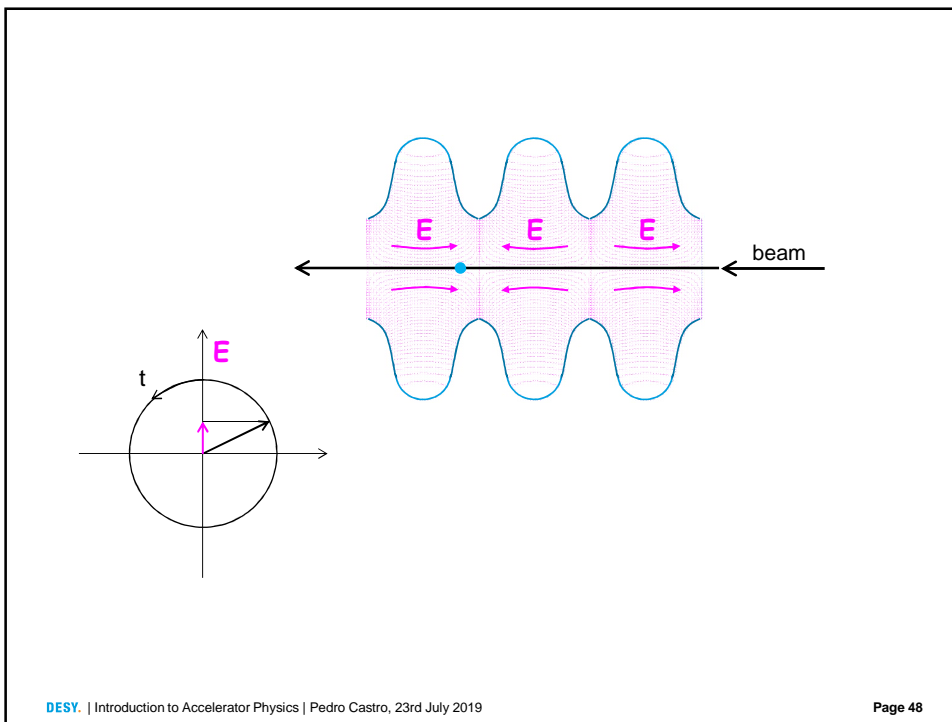 E E E
beam
E
t
DESY. | Introduction to Accelerator Physics | Pedro Castro, 23rd July 2019 Page 48